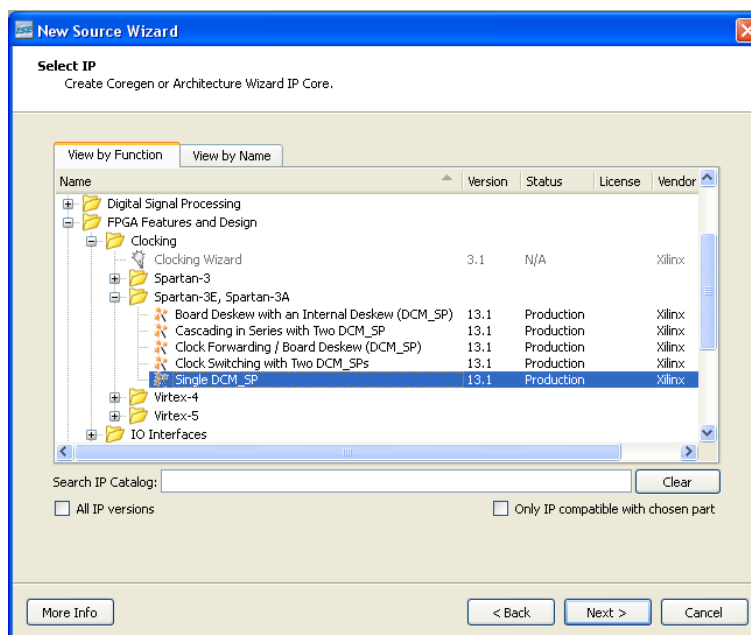 ISE New Source Wizard
Select IP
Create Coregen or Architecture Wizard IP Core.
View by Function View by Name
Name Version Status License Vendor
Digital Signal Processing
FPGA Features and Design
Clocking
Clocking Wizard 3.1 N/A Xilinx
Spartan-3
Spartan-3E, Spartan-3A
Board Deskew with an Internal Deskew (DCM_SP) 13.1 Production Xilinx
Cascading in Series with Two DCM_SP 13.1 Production Xilinx
Clock Forwarding / Board Deskew (DCM_SP) 13.1 Production Xilinx
Clock Switching with Two DCM_SPs 13.1 Production Xilinx
Single DCM_SP 13.1 Production Xilinx
Virtex-4
Virtex-5
IO Interfaces
Search IP Catalog: Clear
All IP versions Only IP compatible with chosen part
More Info < Back Next > Cancel